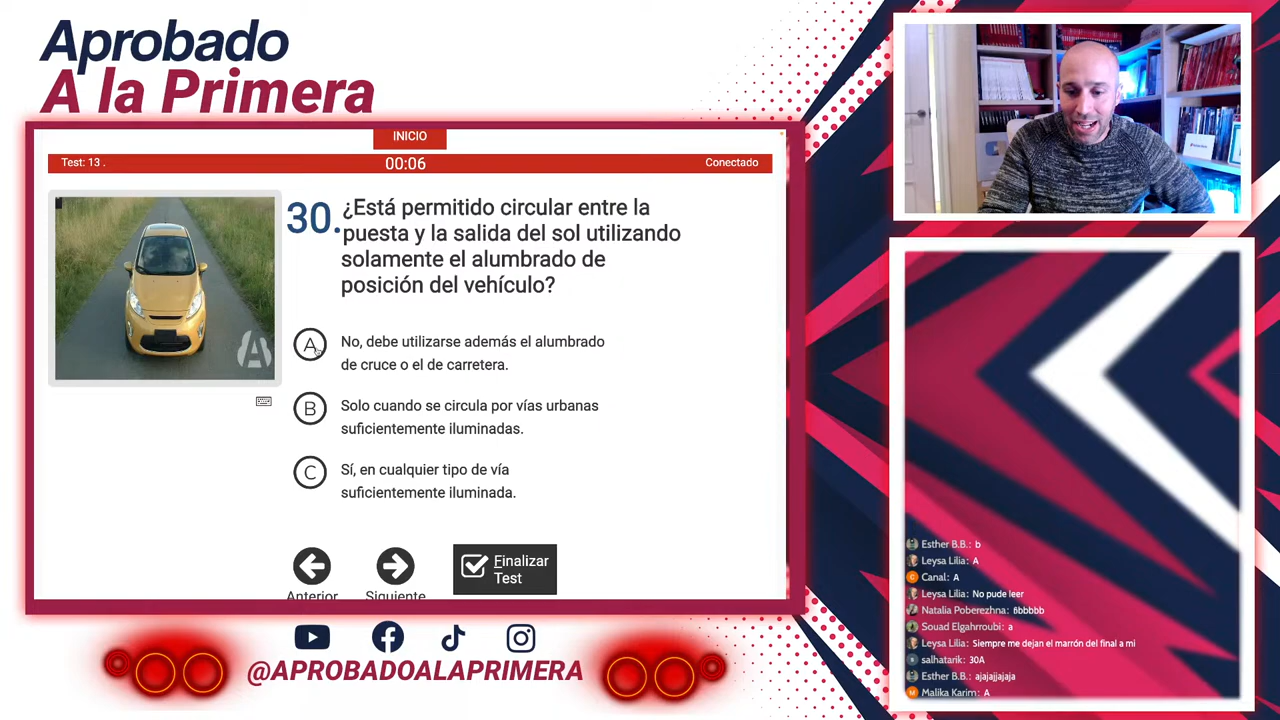 Aprobado
A la Primera
INICIO
Test: 13 .
00:06
Conectado
30.
¿Está permitido circular entre la
puesta y la salida del sol utilizando
solamente el alumbrado de
posición del vehículo?
A
No, debe utilizarse además el alumbrado
de cruce o el de carretera.
B
Solo cuando se circula por vías urbanas
suficientemente iluminadas.
C
Sí, en cualquier tipo de vía
suficientemente iluminada.
Anterior
Siguiente
Finalizar
Test
@APROBADOALAPRIMERA
Esther B.B.: b
Leysa Lilia: A
Canal: A
Leysa Lilia: No pude leer
Natalia Poberezhna: бbbbbb
Souad Elgahrroubi: a
Leysa Lilia: Siempre me dejan el marrón del final a mi
salhatarik: 30A
Esther B.B.: ajajajjajaja
Malika Karim: A